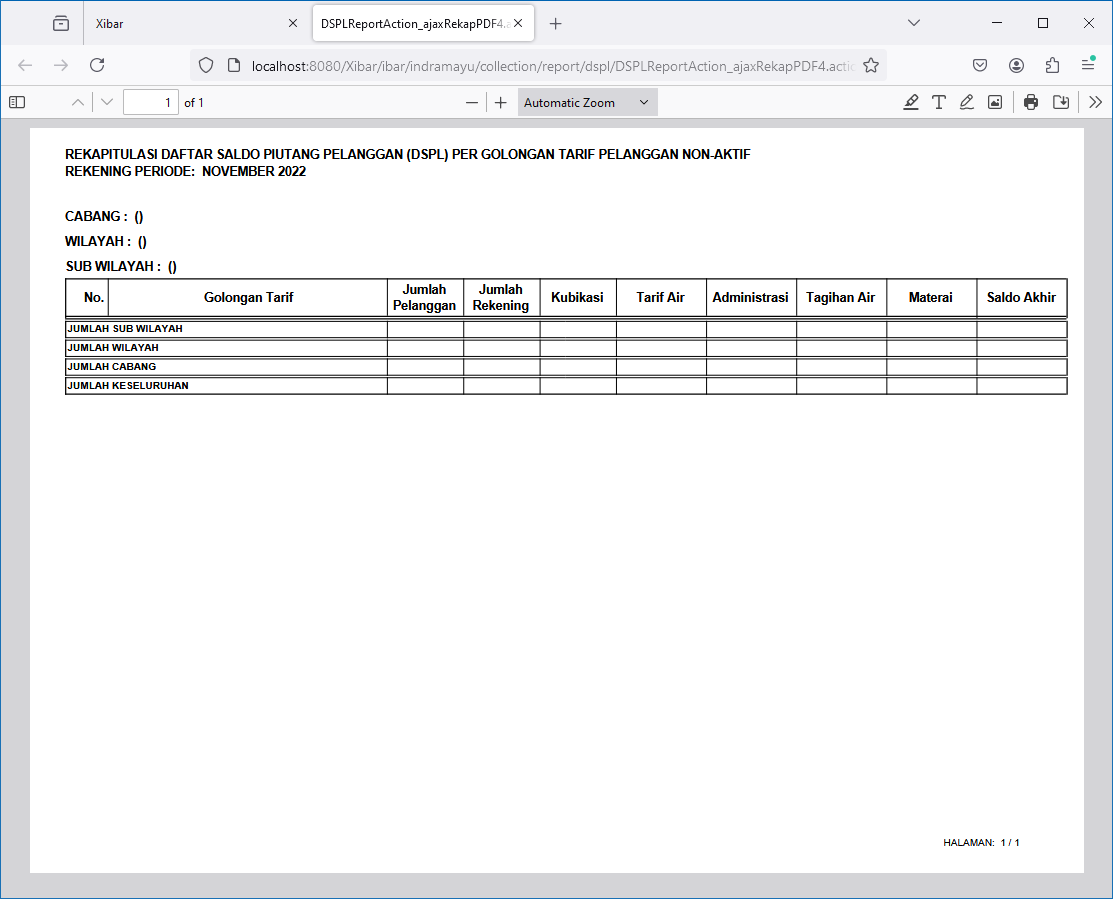 Xibar
DSPLReportAction_ajaxRekapPDF4.a
localhost:8080/Xibar/ibar/indramayu/collection/report/dspl/DSPLReportAction_ajaxRekapPDF4.actio
1 of 1
Automatic Zoom
REKAPITULASI DAFTAR SALDO PIUTANG PELANGGAN (DSPL) PER GOLONGAN TARIF PELANGGAN NON-AKTIF
REKENING PERIODE: NOVEMBER 2022
CABANG : ()
WILAYAH : ()
SUB WILAYAH : ()
No. Golongan Tarif Jumlah Pelanggan Jumlah Rekening Kubikasi Tarif Air Administrasi Tagihan Air Materai Saldo Akhir
JUMLAH SUB WILAYAH
JUMLAH WILAYAH
JUMLAH CABANG
JUMLAH KESELURUHAN
HALAMAN: 1 / 1